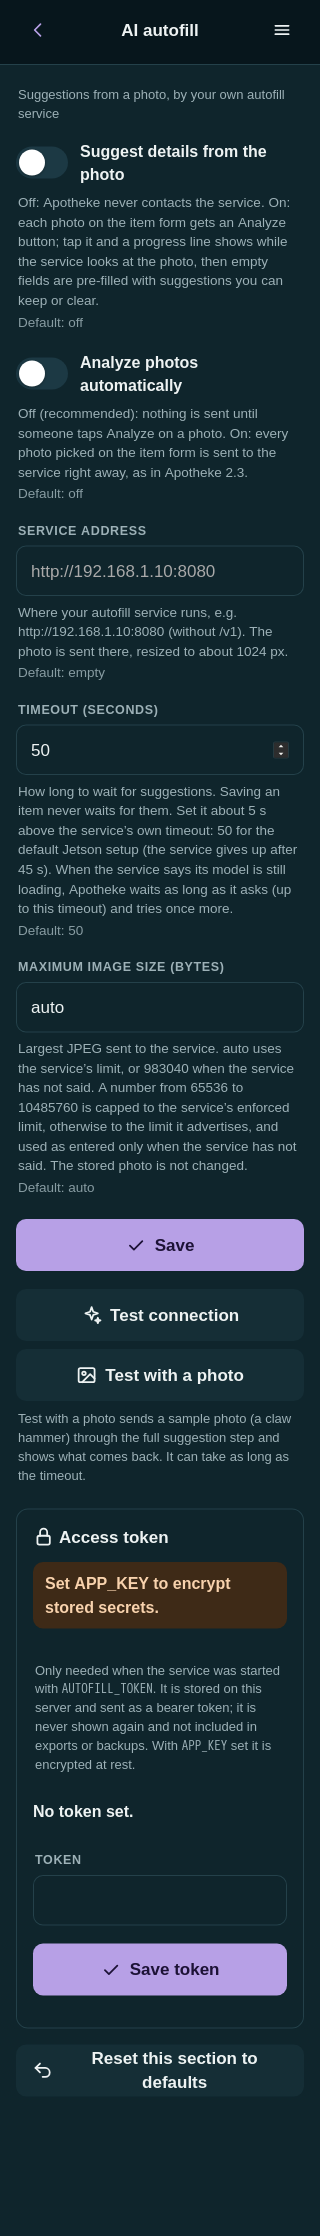 AI autofill
Suggestions from a photo, by your own autofill
service
Suggest details from the
photo
Off: Apotheke never contacts the service. On:
each photo on the item form gets an Analyze
button; tap it and a progress line shows while
the service looks at the photo, then empty
fields are pre-filled with suggestions you can
keep or clear.
Default: off
Analyze photos
automatically
Off (recommended): nothing is sent until
someone taps Analyze on a photo. On: every
photo picked on the item form is sent to the
service right away, as in Apotheke 2.3.
Default: off
SERVICE ADDRESS
http://192.168.1.10:8080
Where your autofill service runs, e.g.
http://192.168.1.10:8080 (without /v1). The
photo is sent there, resized to about 1024 px.
Default: empty
TIMEOUT (SECONDS)
50
How long to wait for suggestions. Saving an
item never waits for them. Set it about 5 s
above the service’s own timeout: 50 for the
default Jetson setup (the service gives up after
45 s). When the service says its model is still
loading, Apotheke waits as long as it asks (up
to this timeout) and tries once more.
Default: 50
MAXIMUM IMAGE SIZE (BYTES)
auto
Largest JPEG sent to the service. auto uses
the service’s limit, or 983040 when the service
has not said. A number from 65536 to
10485760 is capped to the service’s enforced
limit, otherwise to the limit it advertises, and
used as entered only when the service has not
said. The stored photo is not changed.
Default: auto
Save
Test connection
Test with a photo
Test with a photo sends a sample photo (a claw
hammer) through the full suggestion step and
shows what comes back. It can take as long as
the timeout.
Access token
Set APP_KEY to encrypt
stored secrets.
Only needed when the service was started
with AUTOFILL_TOKEN. It is stored on this
server and sent as a bearer token; it is
never shown again and not included in
exports or backups. With APP_KEY set it is
encrypted at rest.
No token set.
TOKEN
Save token
Reset this section to
defaults